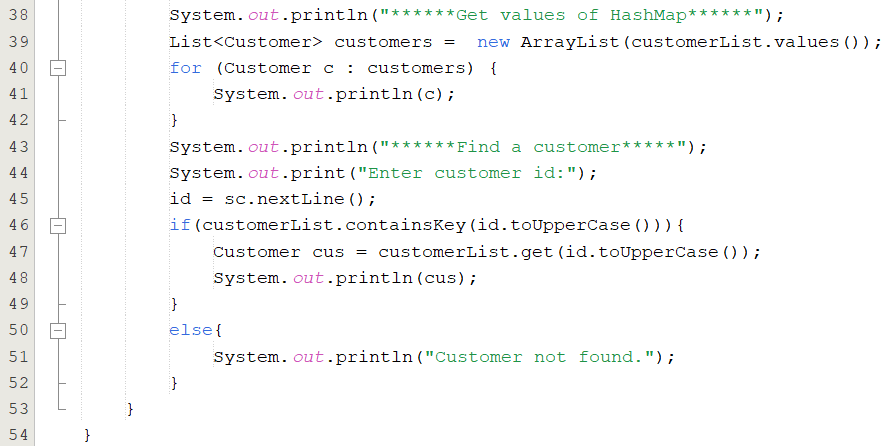 38 System.out.println("******Get values of HashMap******");
39 List<Customer> customers =  new ArrayList(customerList.values());
40 for (Customer c : customers) {
41 System.out.println(c);
42 }
43 System.out.println("******Find a customer*****");
44 System.out.print("Enter customer id:");
45 id = sc.nextLine();
46 if(customerList.containsKey(id.toUpperCase())){
47 Customer cus = customerList.get(id.toUpperCase());
48 System.out.println(cus);
49 }
50 else{
51 System.out.println("Customer not found.");
52 }
53 }
54 }